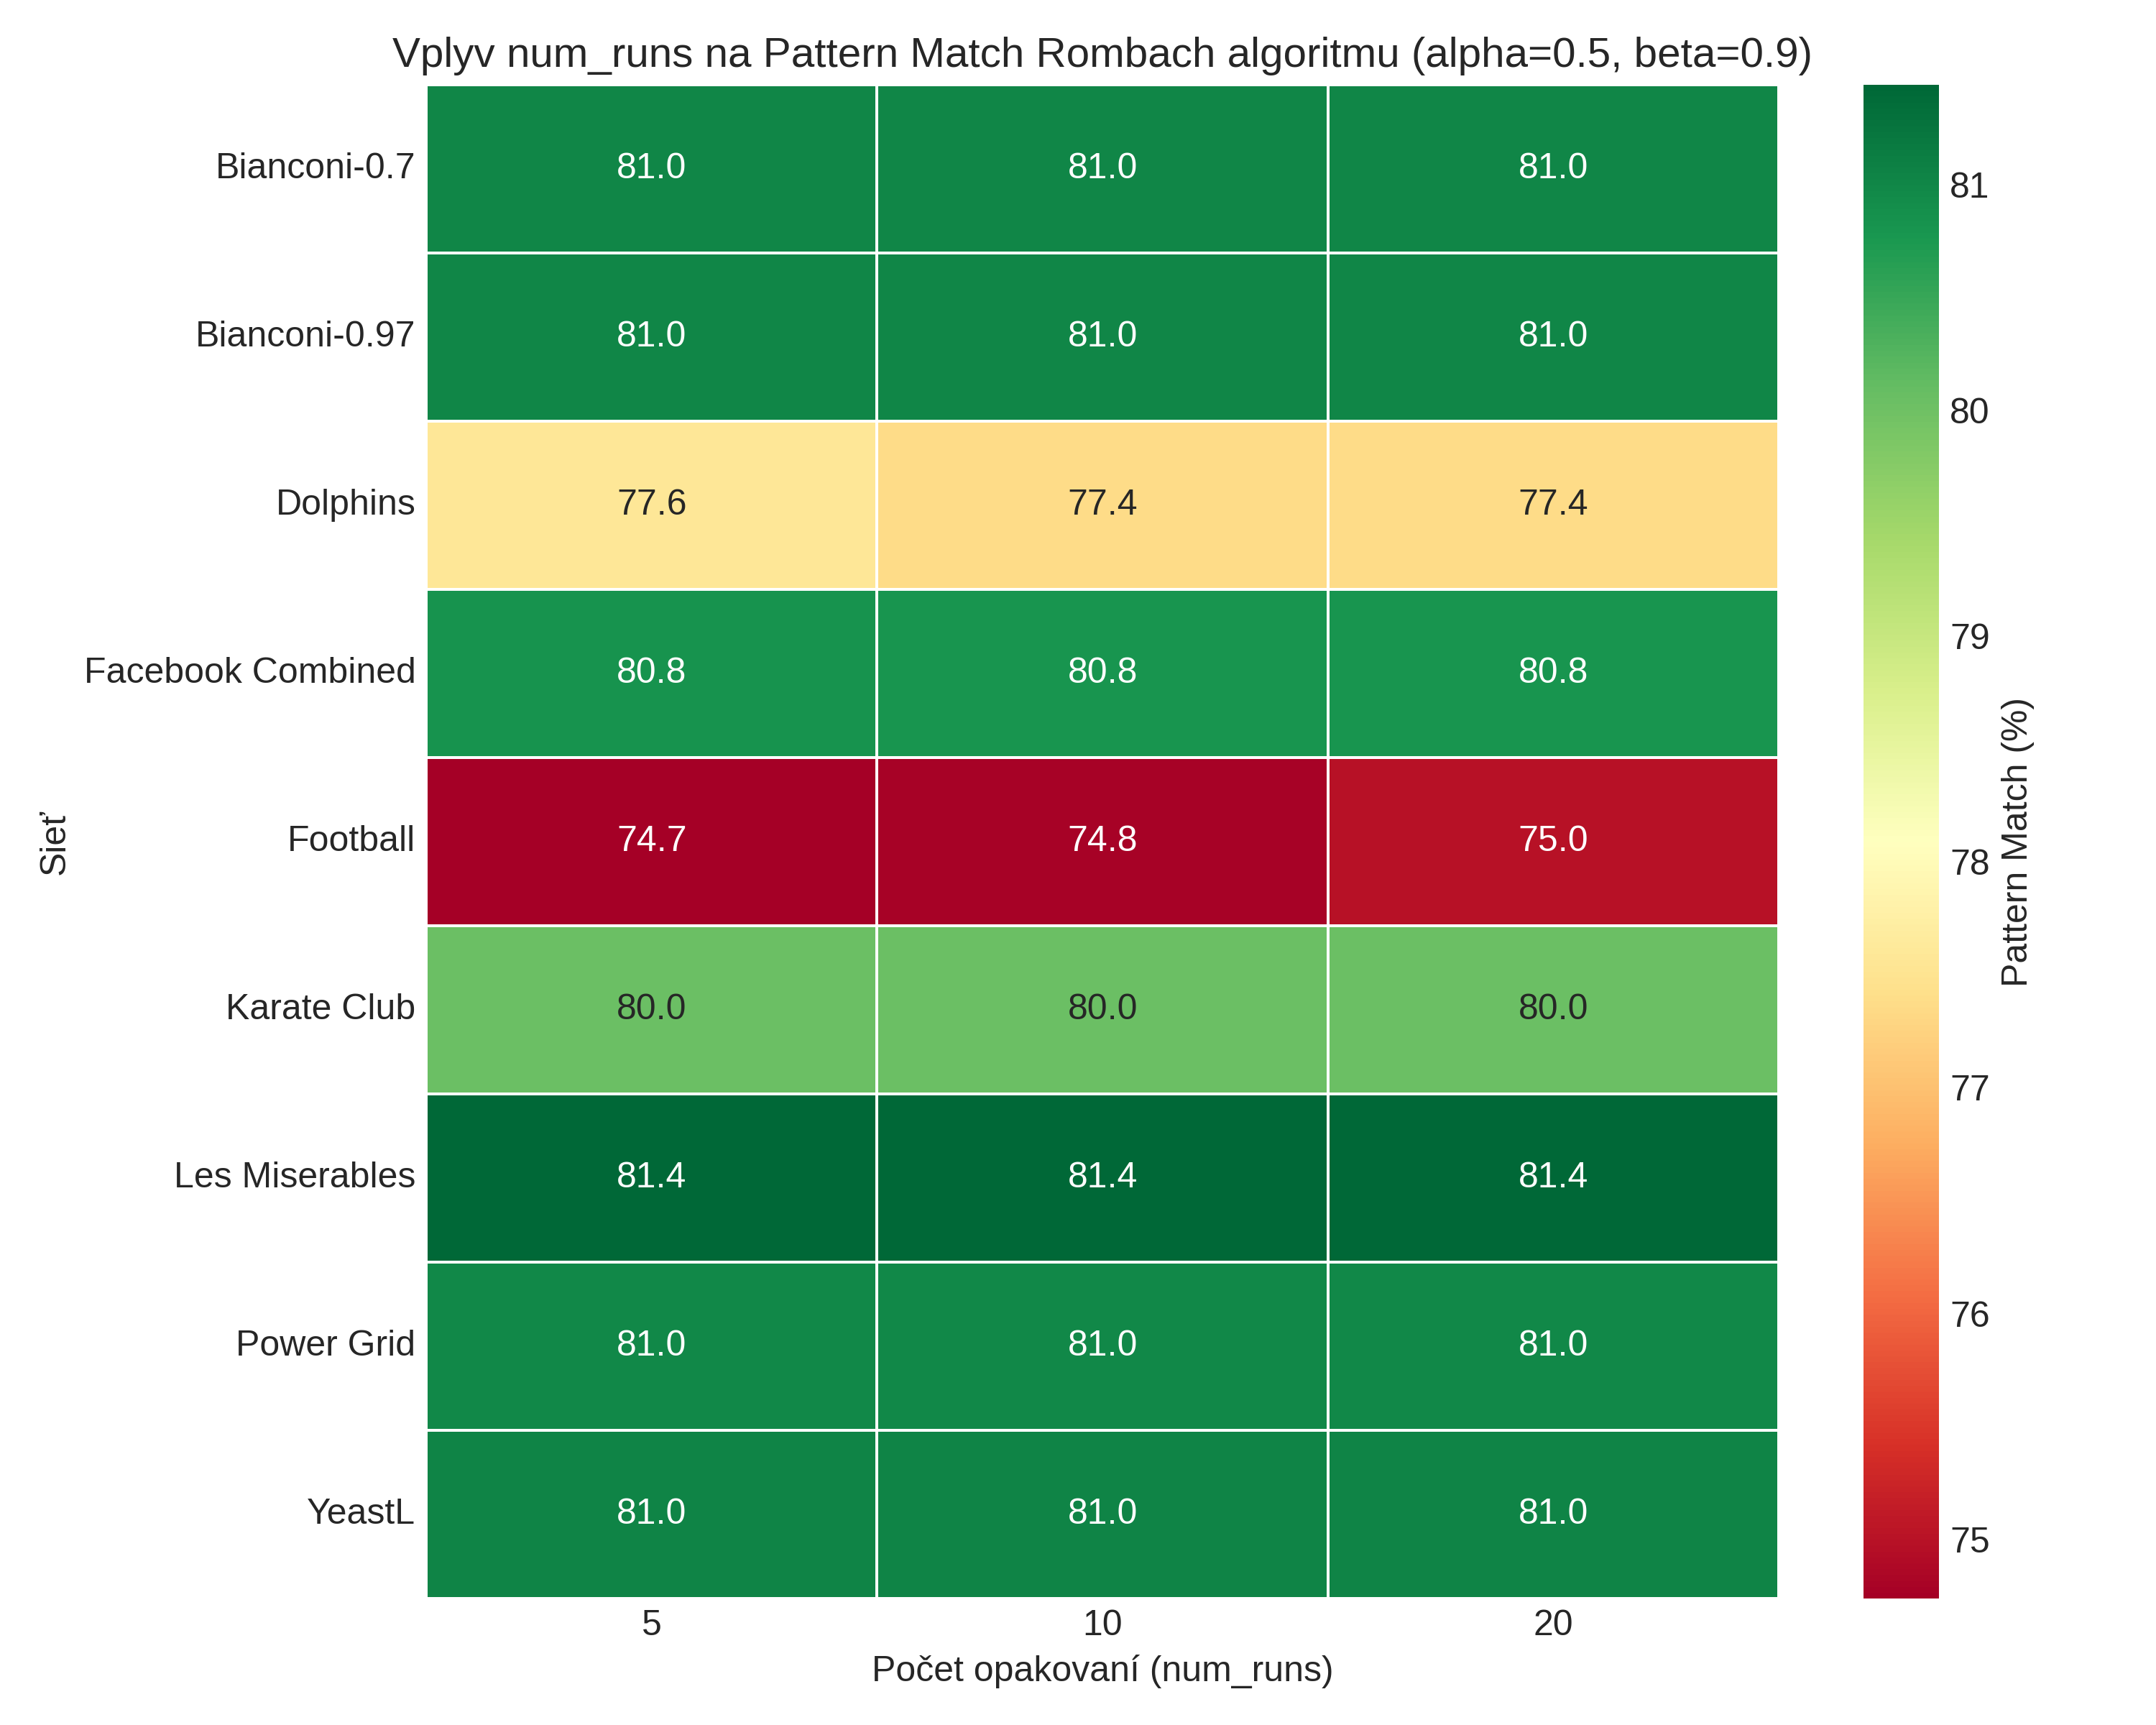 Vplyv num_runs na Pattern Match Rombach algoritmu (alpha=0.5, beta=0.9)
Bianconi-0.7 81.0 81.0 81.0
Bianconi-0.97 81.0 81.0 81.0
Dolphins 77.6 77.4 77.4
Facebook Combined 80.8 80.8 80.8
Football 74.7 74.8 75.0
Karate Club 80.0 80.0 80.0
Les Miserables 81.4 81.4 81.4
Power Grid 81.0 81.0 81.0
YeastL 81.0 81.0 81.0
5 10 20
Počet opakovaní (num_runs)
Sieť
81
80
79
78
77
76
75
Pattern Match (%)